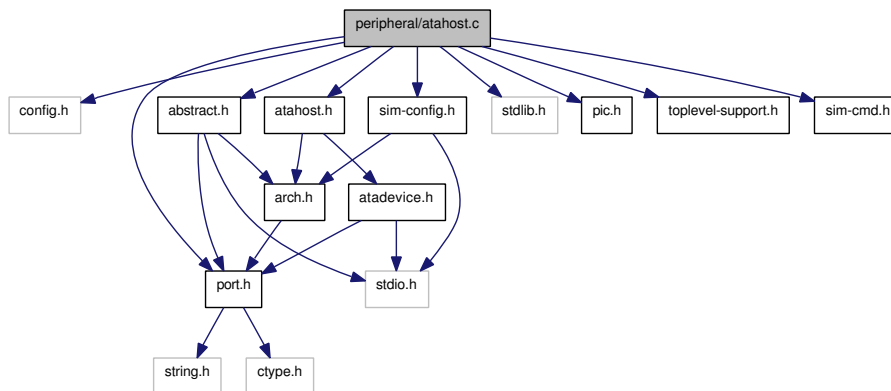 peripheral/atahost.c
config.h
abstract.h
atahost.h
sim-config.h
stdlib.h
pic.h
toplevel-support.h
sim-cmd.h
arch.h
atadevice.h
port.h
stdio.h
string.h
ctype.h